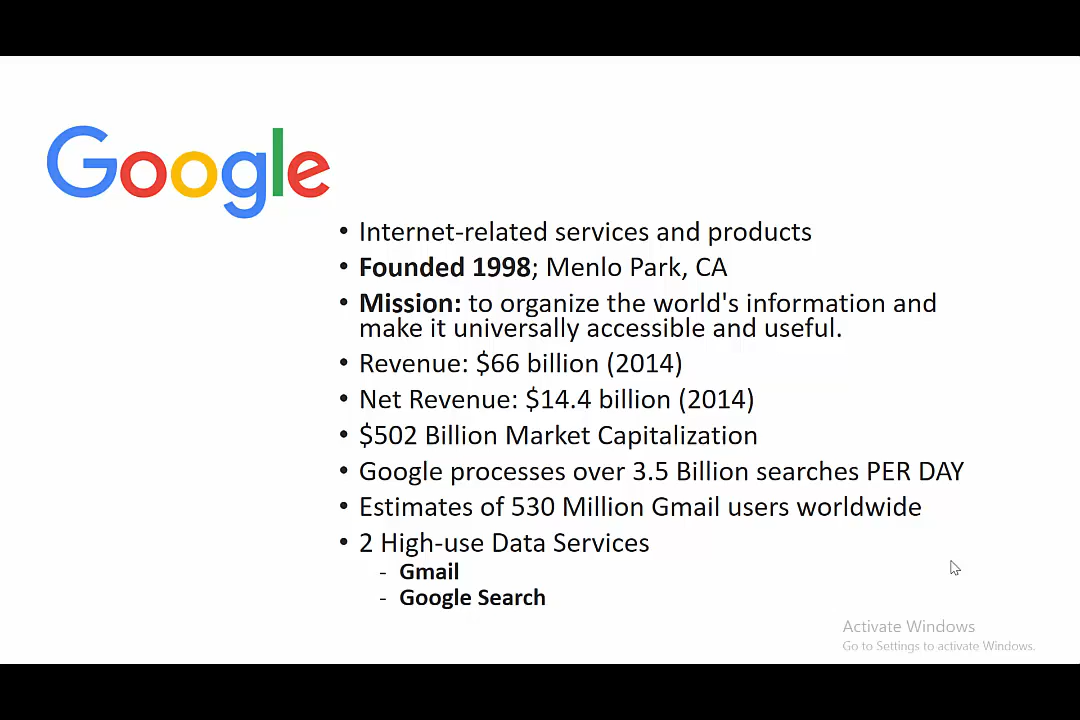 Google
• Internet-related services and products
• Founded 1998; Menlo Park, CA
• Mission: to organize the world's information and
make it universally accessible and useful.
• Revenue: $66 billion (2014)
• Net Revenue: $14.4 billion (2014)
• $502 Billion Market Capitalization
• Google processes over 3.5 Billion searches PER DAY
• Estimates of 530 Million Gmail users worldwide
• 2 High-use Data Services
- Gmail
- Google Search
Activate Windows
Go to Settings to activate Windows.